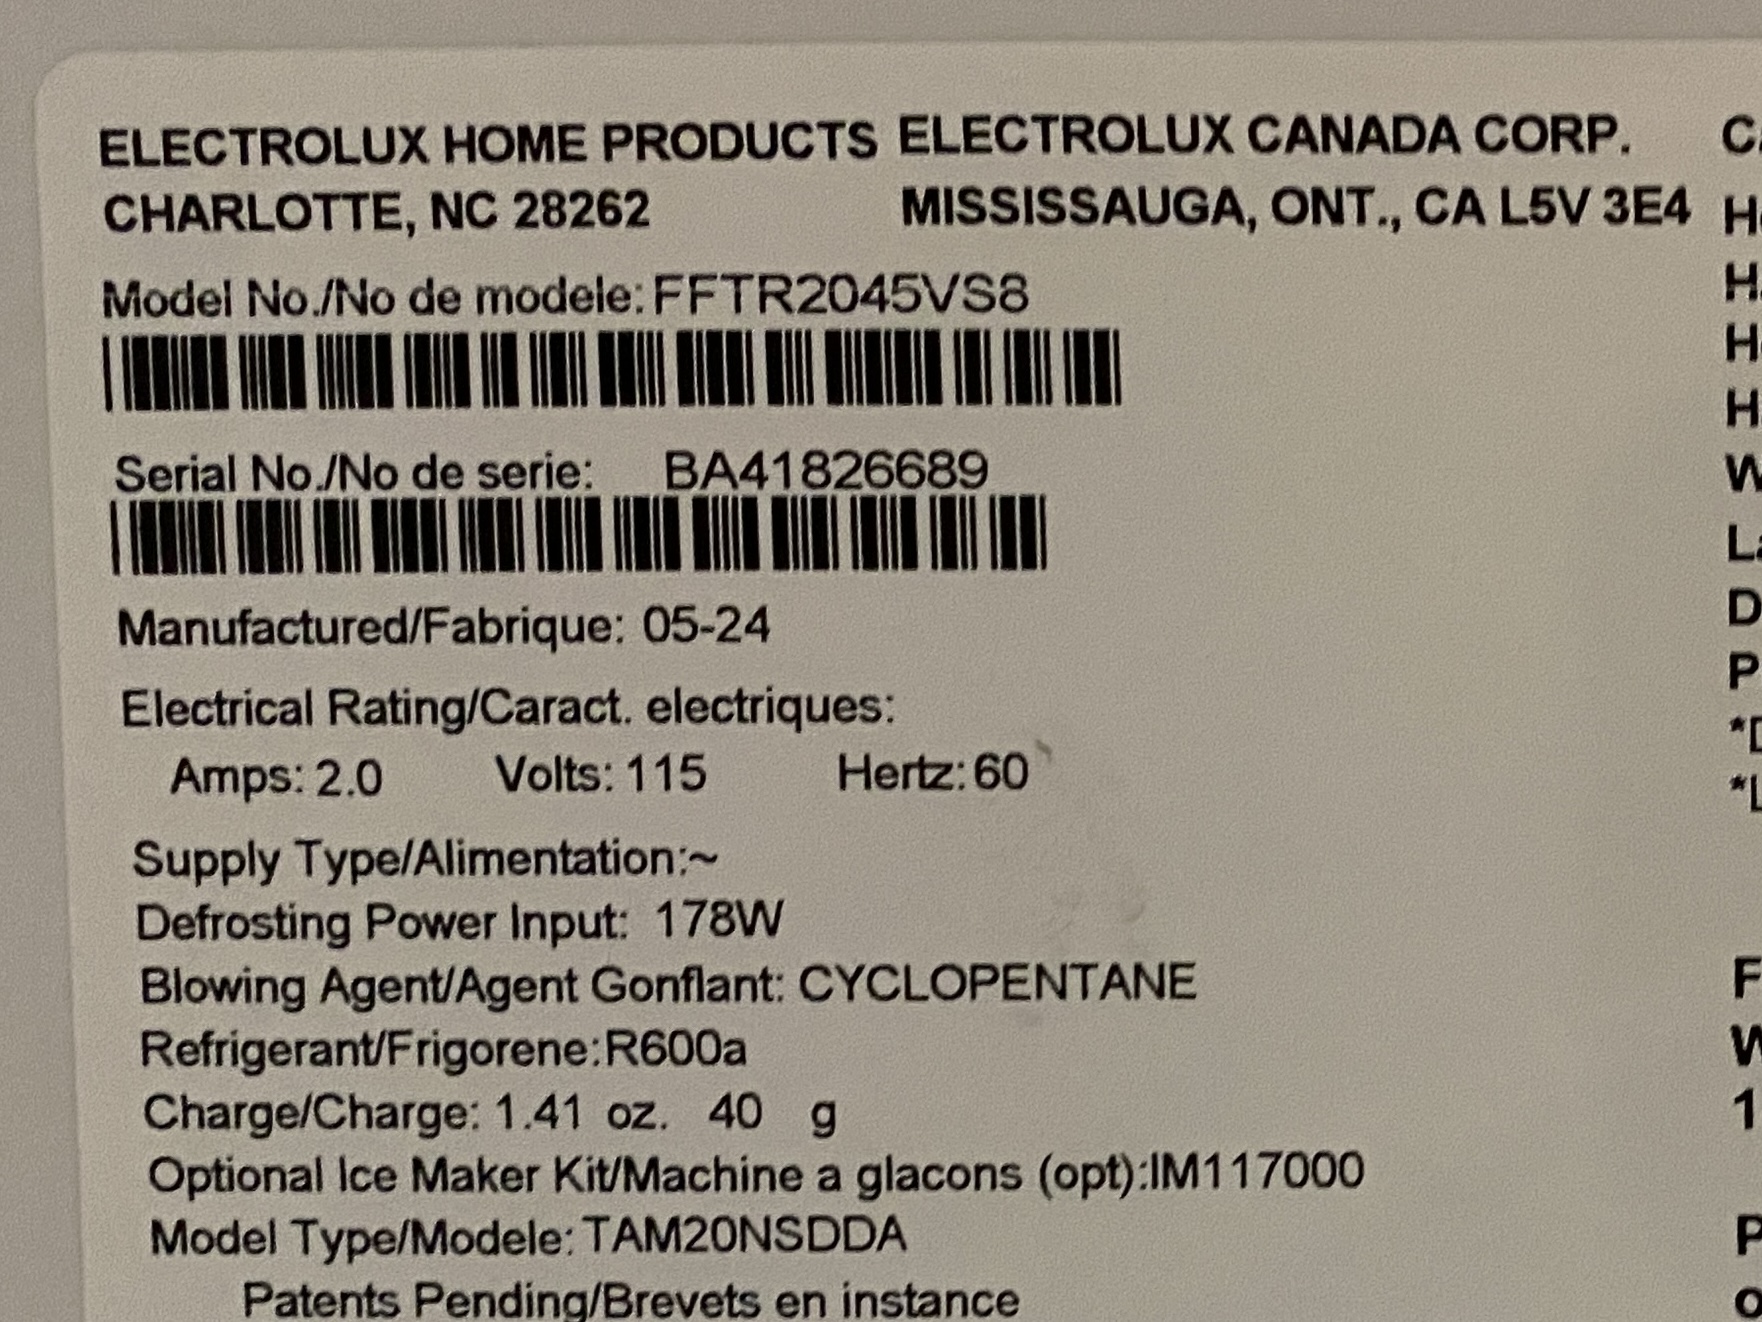 ELECTROLUX HOME PRODUCTS ELECTROLUX CANADA CORP.
CHARLOTTE, NC 28262 MISSISSAUGA, ONT., CA L5V 3E4
Model No./No de modele: FFTR2045VS8
Serial No./No de serie: BA41826689
Manufactured/Fabrique: 05-24
Electrical Rating/Caract. electriques:
Amps: 2.0 Volts: 115 Hertz: 60
Supply Type/Alimentation:~
Defrosting Power Input: 178W
Blowing Agent/Agent Gonflant: CYCLOPENTANE
Refrigerant/Frigorene:R600a
Charge/Charge: 1.41 oz. 40 g
Optional Ice Maker Kit/Machine a glacons (opt):IM117000
Model Type/Modele: TAM20NSDDA
Patents Pending/Brevets en instance